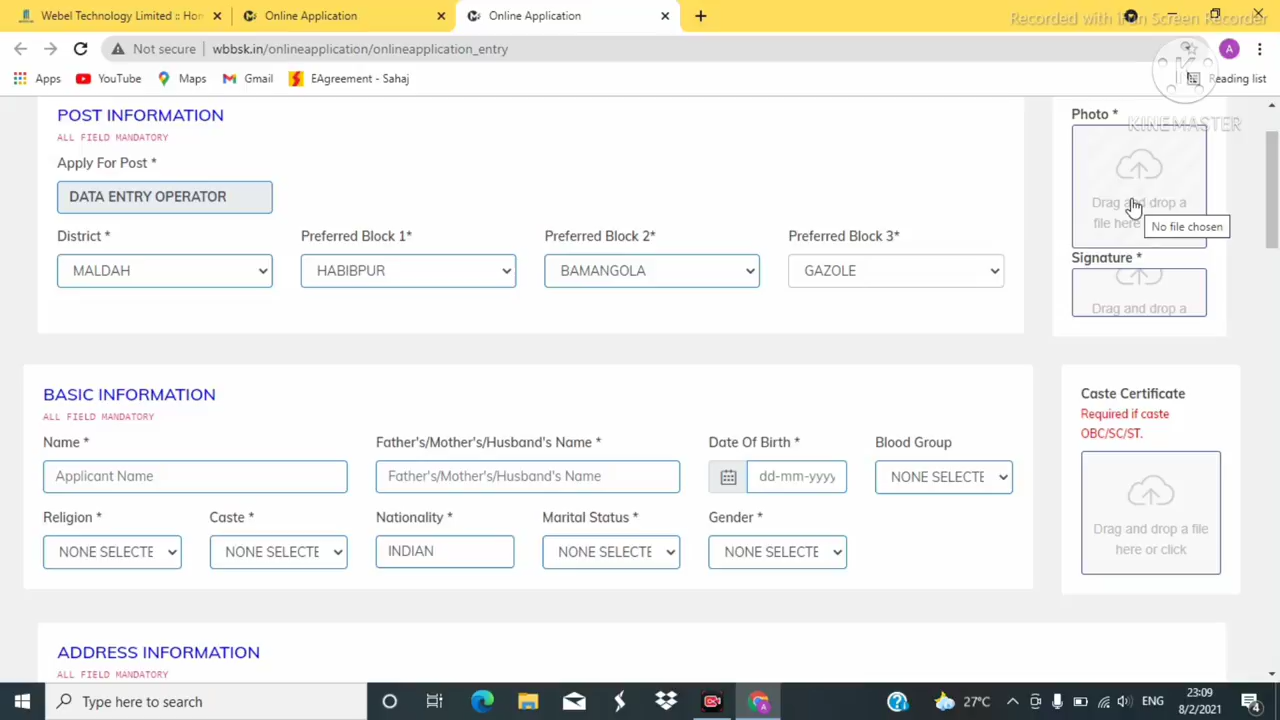 Webel Technology Limited :: Hon
Online Application
Online Application
Recorded with iFun Screen Recorder
Not secure
wbbsk.in/onlineapplication/onlineapplication_entry
A
Apps
YouTube
Maps
Gmail
EAgreement - Sahaj
Reading list
KINEMASTER
POST INFORMATION
ALL FIELD MANDATORY
Apply For Post *
DATA ENTRY OPERATOR
District *
Preferred Block 1*
Preferred Block 2*
Preferred Block 3*
MALDAH
HABIBPUR
BAMANGOLA
GAZOLE
Photo *
Drag and drop a
file here
No file chosen
Signature *
Drag and drop a
BASIC INFORMATION
ALL FIELD MANDATORY
Name *
Father's/Mother's/Husband's Name *
Date Of Birth *
Blood Group
Applicant Name
Father's/Mother's/Husband's Name
dd-mm-yyyy
NONE SELECTE
Religion *
Caste *
Nationality *
Marital Status *
Gender *
NONE SELECTE
NONE SELECTE
INDIAN
NONE SELECTE
NONE SELECTE
Caste Certificate
Required if caste
OBC/SC/ST.
Drag and drop a file
here or click
ADDRESS INFORMATION
ALL FIELD MANDATORY
Type here to search
27°C
ENG
23:09
8/2/2021
4